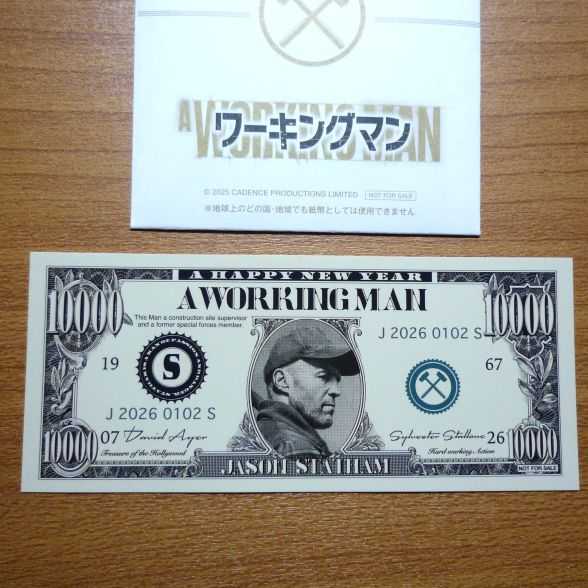 A WORKING MAN
ワーキングマン
© 2025 CADENCE PRODUCTIONS LIMITED NOT FOR SALE
※地球上のどの国・地域でも紙幣としては使用できません
A HAPPY NEW YEAR
10000 A WORKING MAN 10000
This Man a construction site supervisor
and a former special forces member.
J 2026 0102 S
19 S 67
J 2026 0102 S
10000 07 David Ayer Sylvester Stallone 26 10000
Treasure of the Hollywood Hard working Action
JASON STATHAM
NOT FOR SALE